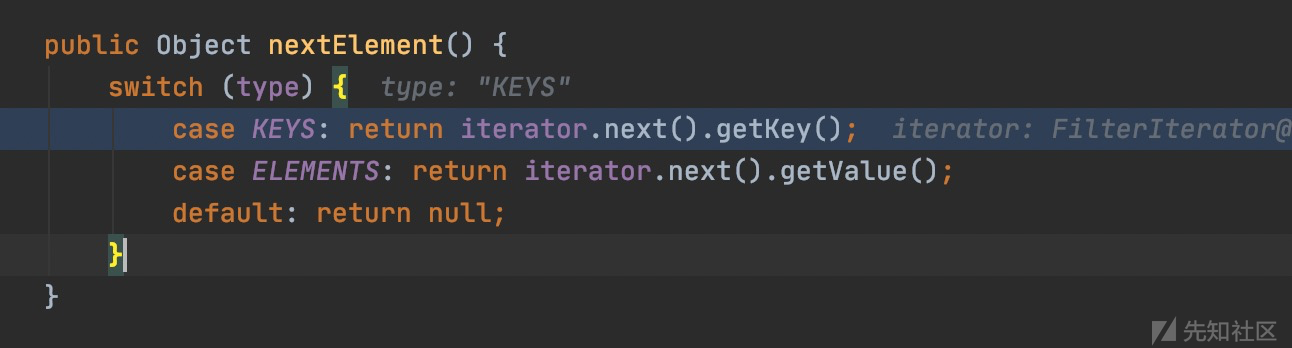 public Object nextElement() {
    switch (type) {  type: "KEYS"
        case KEYS: return iterator.next().getKey();  iterator: FilterIterator@
        case ELEMENTS: return iterator.next().getValue();
        default: return null;
    }
}
先知社区